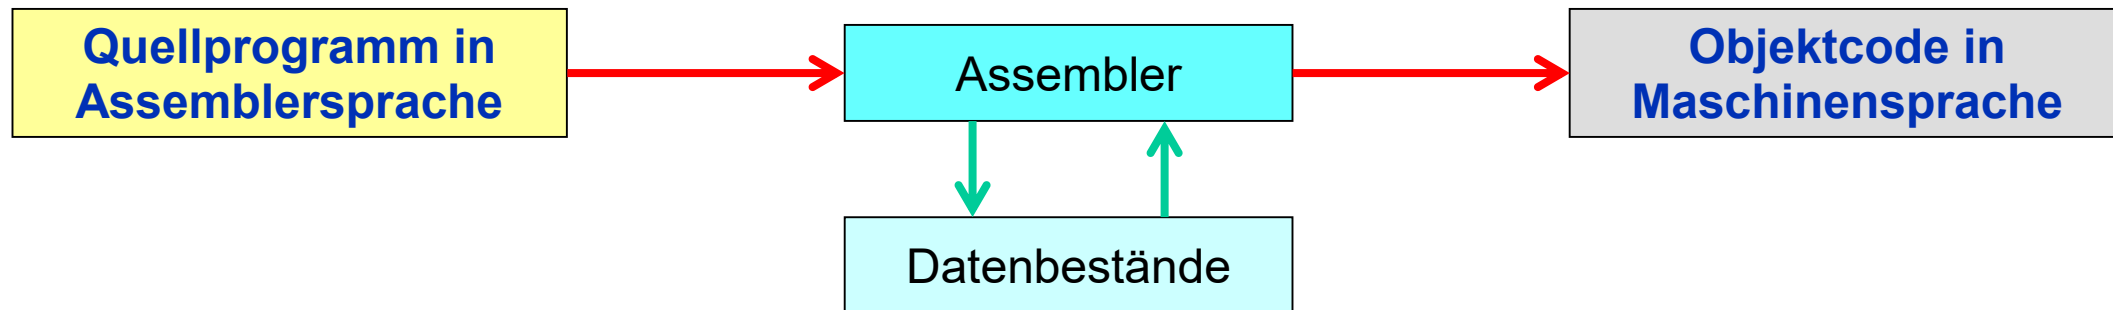 Quellprogramm in
Assemblersprache
Assembler
Objektcode in
Maschinensprache
Datenbestände